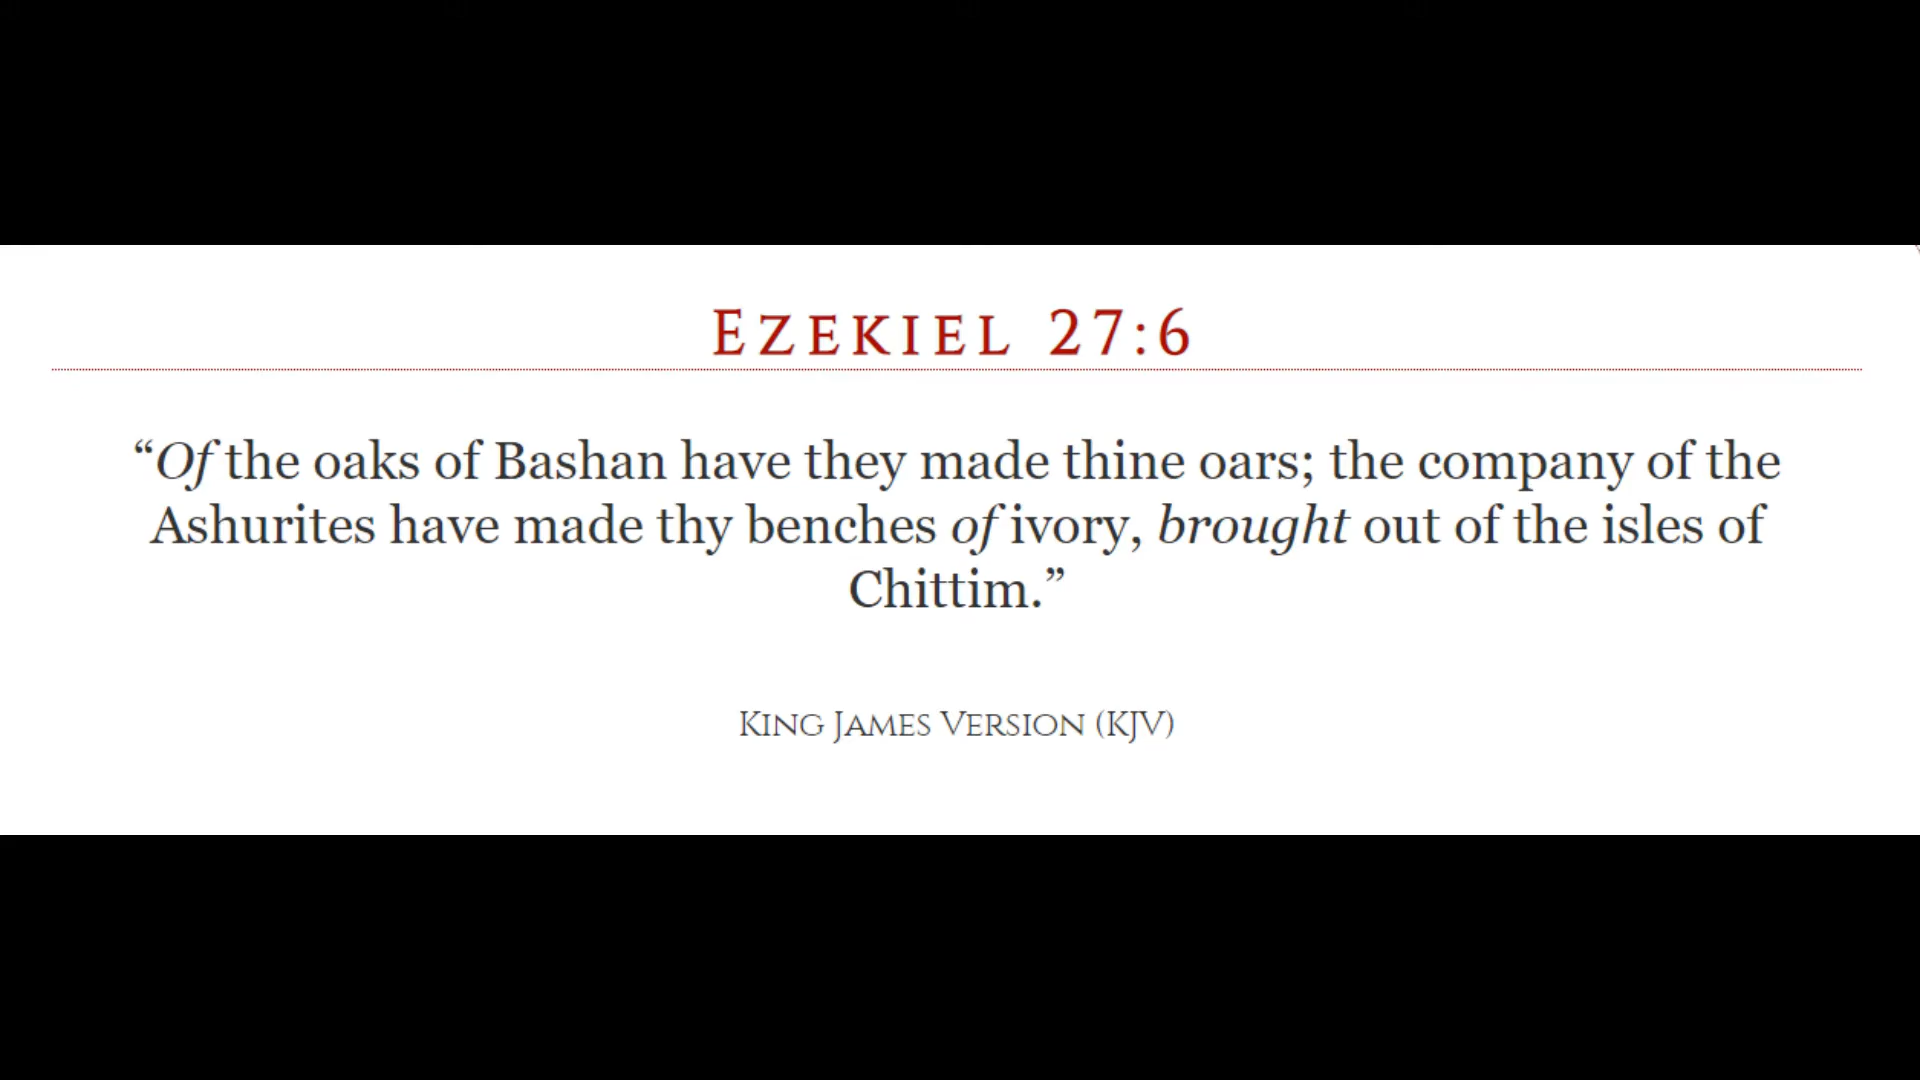 EZEKIEL 27:6
“Of the oaks of Bashan have they made thine oars; the company of the
Ashurites have made thy benches of ivory, brought out of the isles of
Chittim.”
KING JAMES VERSION (KJV)